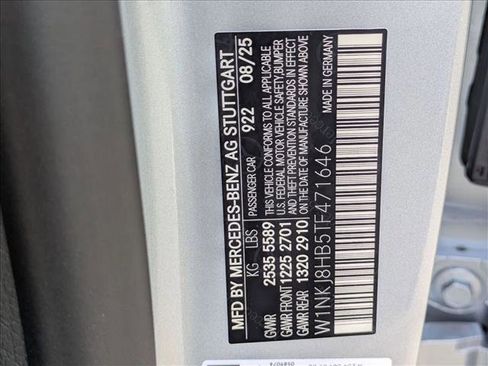 MFD BY MERCEDES-BENZ AG STUTTGART
PASSENGER CAR 922 08/25
KG LBS
GVWR 2535 5589
GAWR FRONT 1225 2701
GAWR REAR 1320 2910
THIS VEHICLE CONFORMS TO ALL APPLICABLE
U.S. FEDERAL MOTOR VEHICLE SAFETY,BUMPER
AND THEFT PREVENTION STANDARDS IN EFFECT
ON THE DATE OF MANUFACTURE SHOWN ABOVE
W1NKJ8HB5TF471646
MADE IN GERMANY